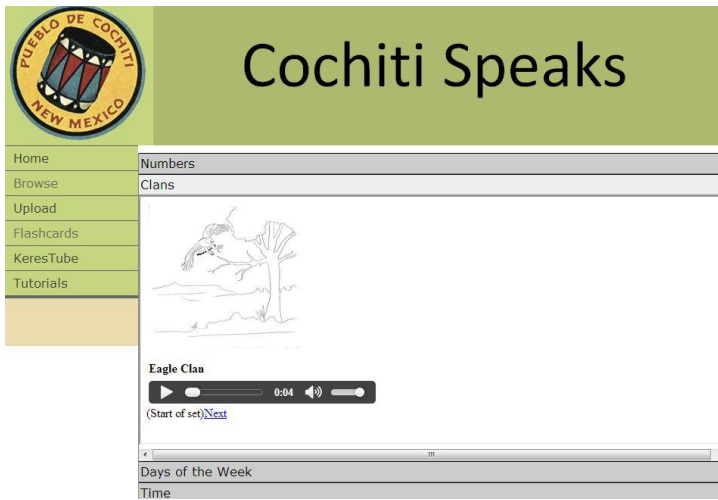 PUEBLO DE COCHITI
NEW MEXICO
Cochiti Speaks
Home
Browse
Upload
Flashcards
KeresTube
Tutorials
Numbers
Clans
Eagle Clan
0:04
(Start of set)Next
Days of the Week
Time